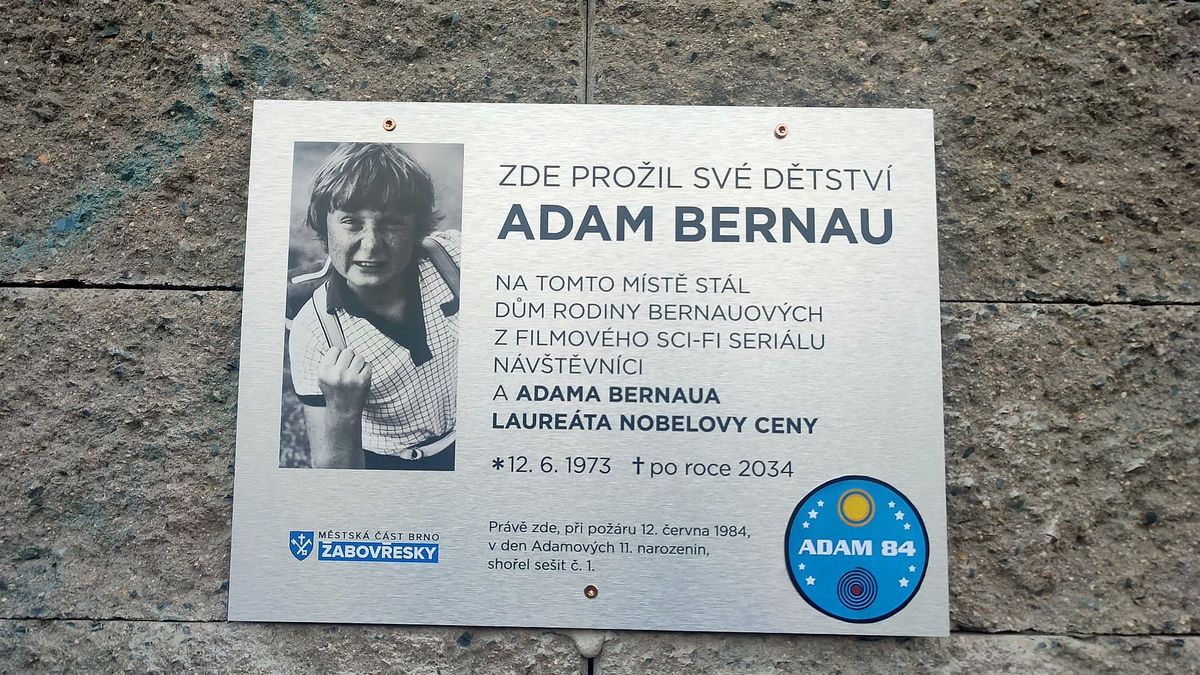 ZDE PROŽIL SVÉ DĚTSTVÍ
ADAM BERNAU
NA TOMTO MÍSTĚ STÁL
DŮM RODINY BERNAUOVÝCH
Z FILMOVÉHO SCI-FI SERIÁLU
NÁVŠTĚVNÍCI
A ADAMA BERNAUA
LAUREÁTA NOBELOVY CENY
*12. 6. 1973 †po roce 2034
Právě zde, při požáru 12. června 1984,
v den Adamových 11. narozenin,
shořel sešit č. 1.
MĚSTSKÁ ČÁST BRNO
ŽABOVŘESKY
ADAM 84